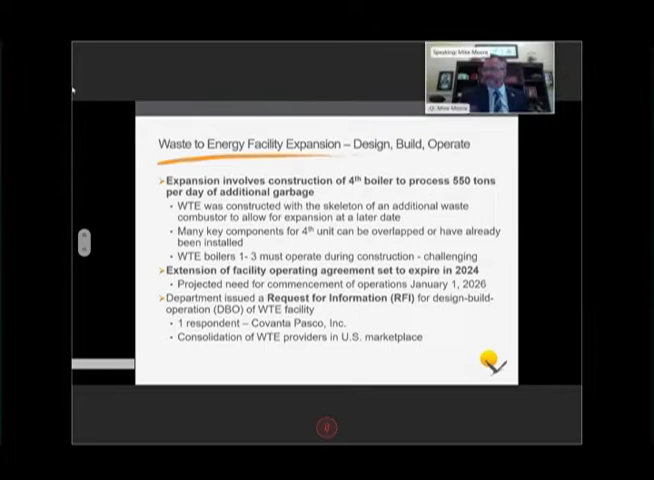 Speaking: Mike Moore
Mike Moore
Waste to Energy Facility Expansion – Design, Build, Operate
➢Expansion involves construction of 4th boiler to process 550 tons
per day of additional garbage
• WTE was constructed with the skeleton of an additional waste
combustor to allow for expansion at a later date
• Many key components for 4th unit can be overlapped or have already
been installed
• WTE boilers 1- 3 must operate during construction - challenging
➢Extension of facility operating agreement set to expire in 2024
• Projected need for commencement of operations January 1, 2026
➢Department issued a Request for Information (RFI) for design-build-
operation (DBO) of WTE facility
• 1 respondent – Covanta Pasco, Inc.
• Consolidation of WTE providers in U.S. marketplace